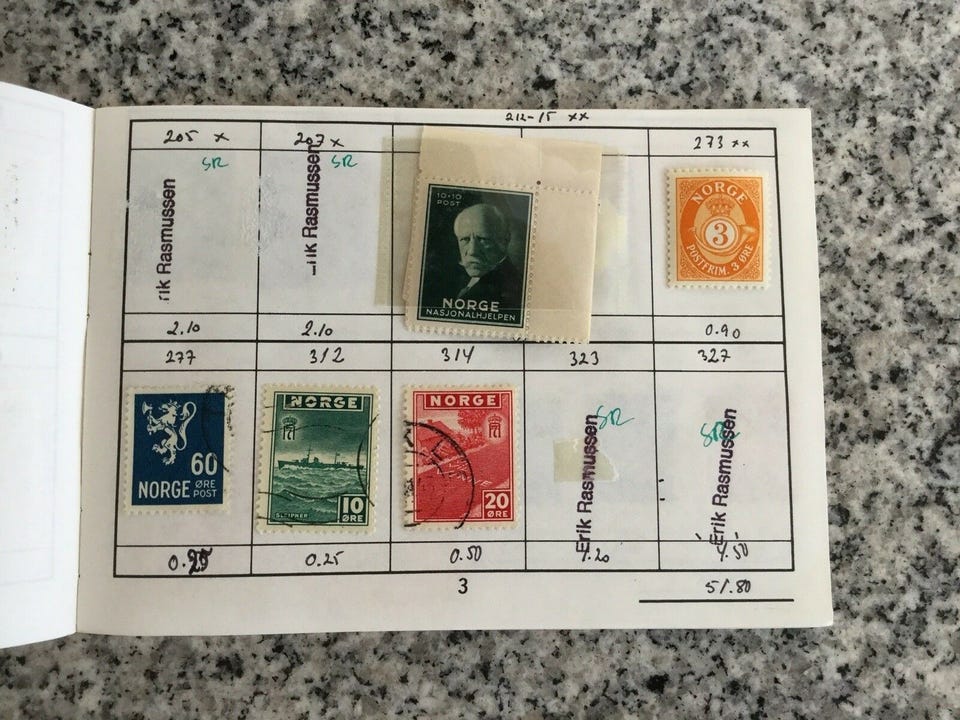 212-15 xx
205 x
207 x
273 xx
SR
SR
rik Rasmussen
rik Rasmussen
10+10
POST
NORGE
NASJONALHJELPEN
NORGE
3
POSTFRIM. 3 ØRE
2.10
2.10
0.90
277
312
314
323
327
60
ØRE
NORGE POST
NORGE
10
ØRE
SLEIPNER
NORGE
20
ØRE
SR
Erik Rasmussen
SR
Erik Rasmussen
0.25
0.50
4.50
3
51.80